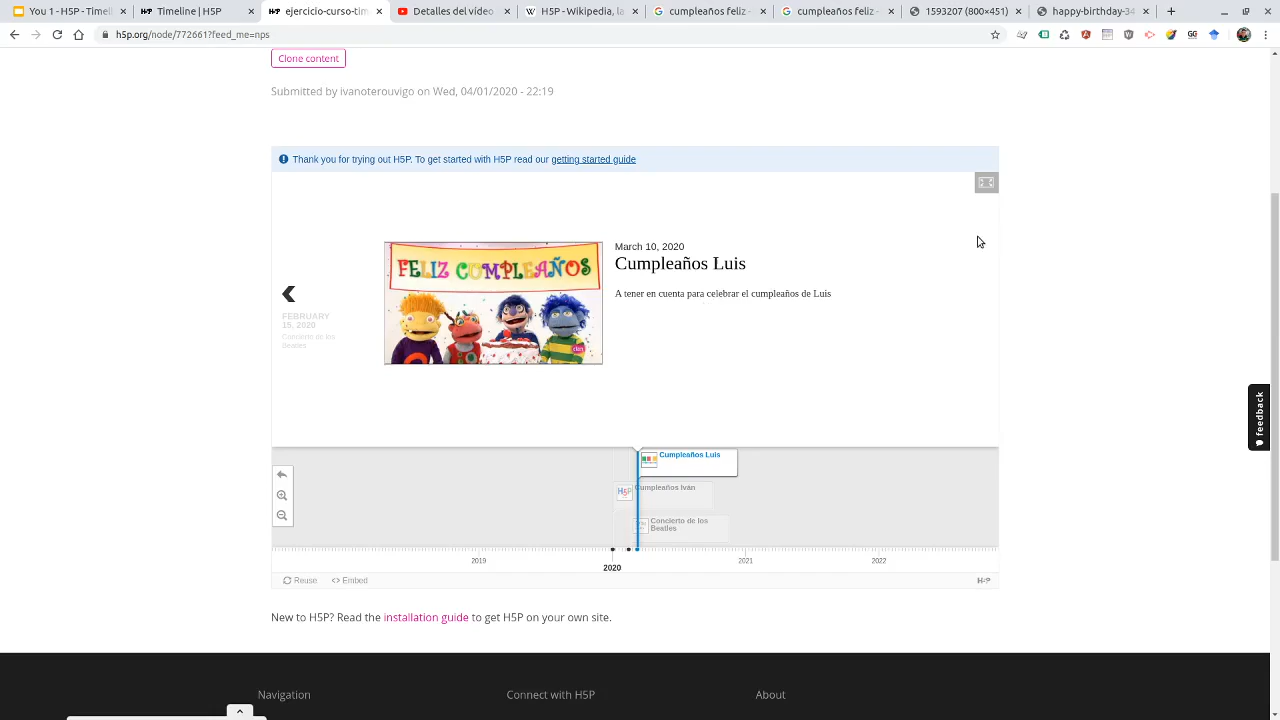 You 1 - H5P - Timeli
Timeline | H5P
ejercicio-curso-tim
Detalles del vídeo
H5P - Wikipedia, la
cumpleaños feliz -
cumpleaños feliz -
1593207 (800×451)
happy-birthday-34
h5p.org/node/772661?feed_me=nps
Clone content
Submitted by ivanoterouvigo on Wed, 04/01/2020 - 22:19
Thank you for trying out H5P. To get started with H5P read our getting started guide
FELIZ CUMPLEAÑOS
March 10, 2020
Cumpleaños Luis
A tener en cuenta para celebrar el cumpleaños de Luis
FEBRUARY
15, 2020
Concierto de los
Beatles
feedback
Cumpleaños Luis
Cumpleaños Iván
Concierto de los
Beatles
2019
2020
2021
2022
Reuse
Embed
H5P
New to H5P? Read the installation guide to get H5P on your own site.
Navigation
Connect with H5P
About